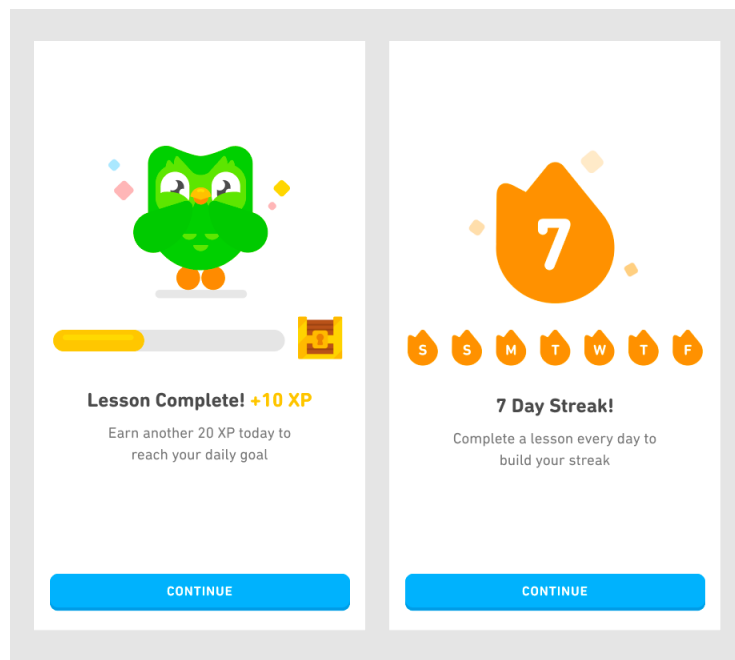 Lesson Complete! +10 XP
Earn another 20 XP today to
reach your daily goal
CONTINUE
7
S S M T W T F
7 Day Streak!
Complete a lesson every day to
build your streak
CONTINUE